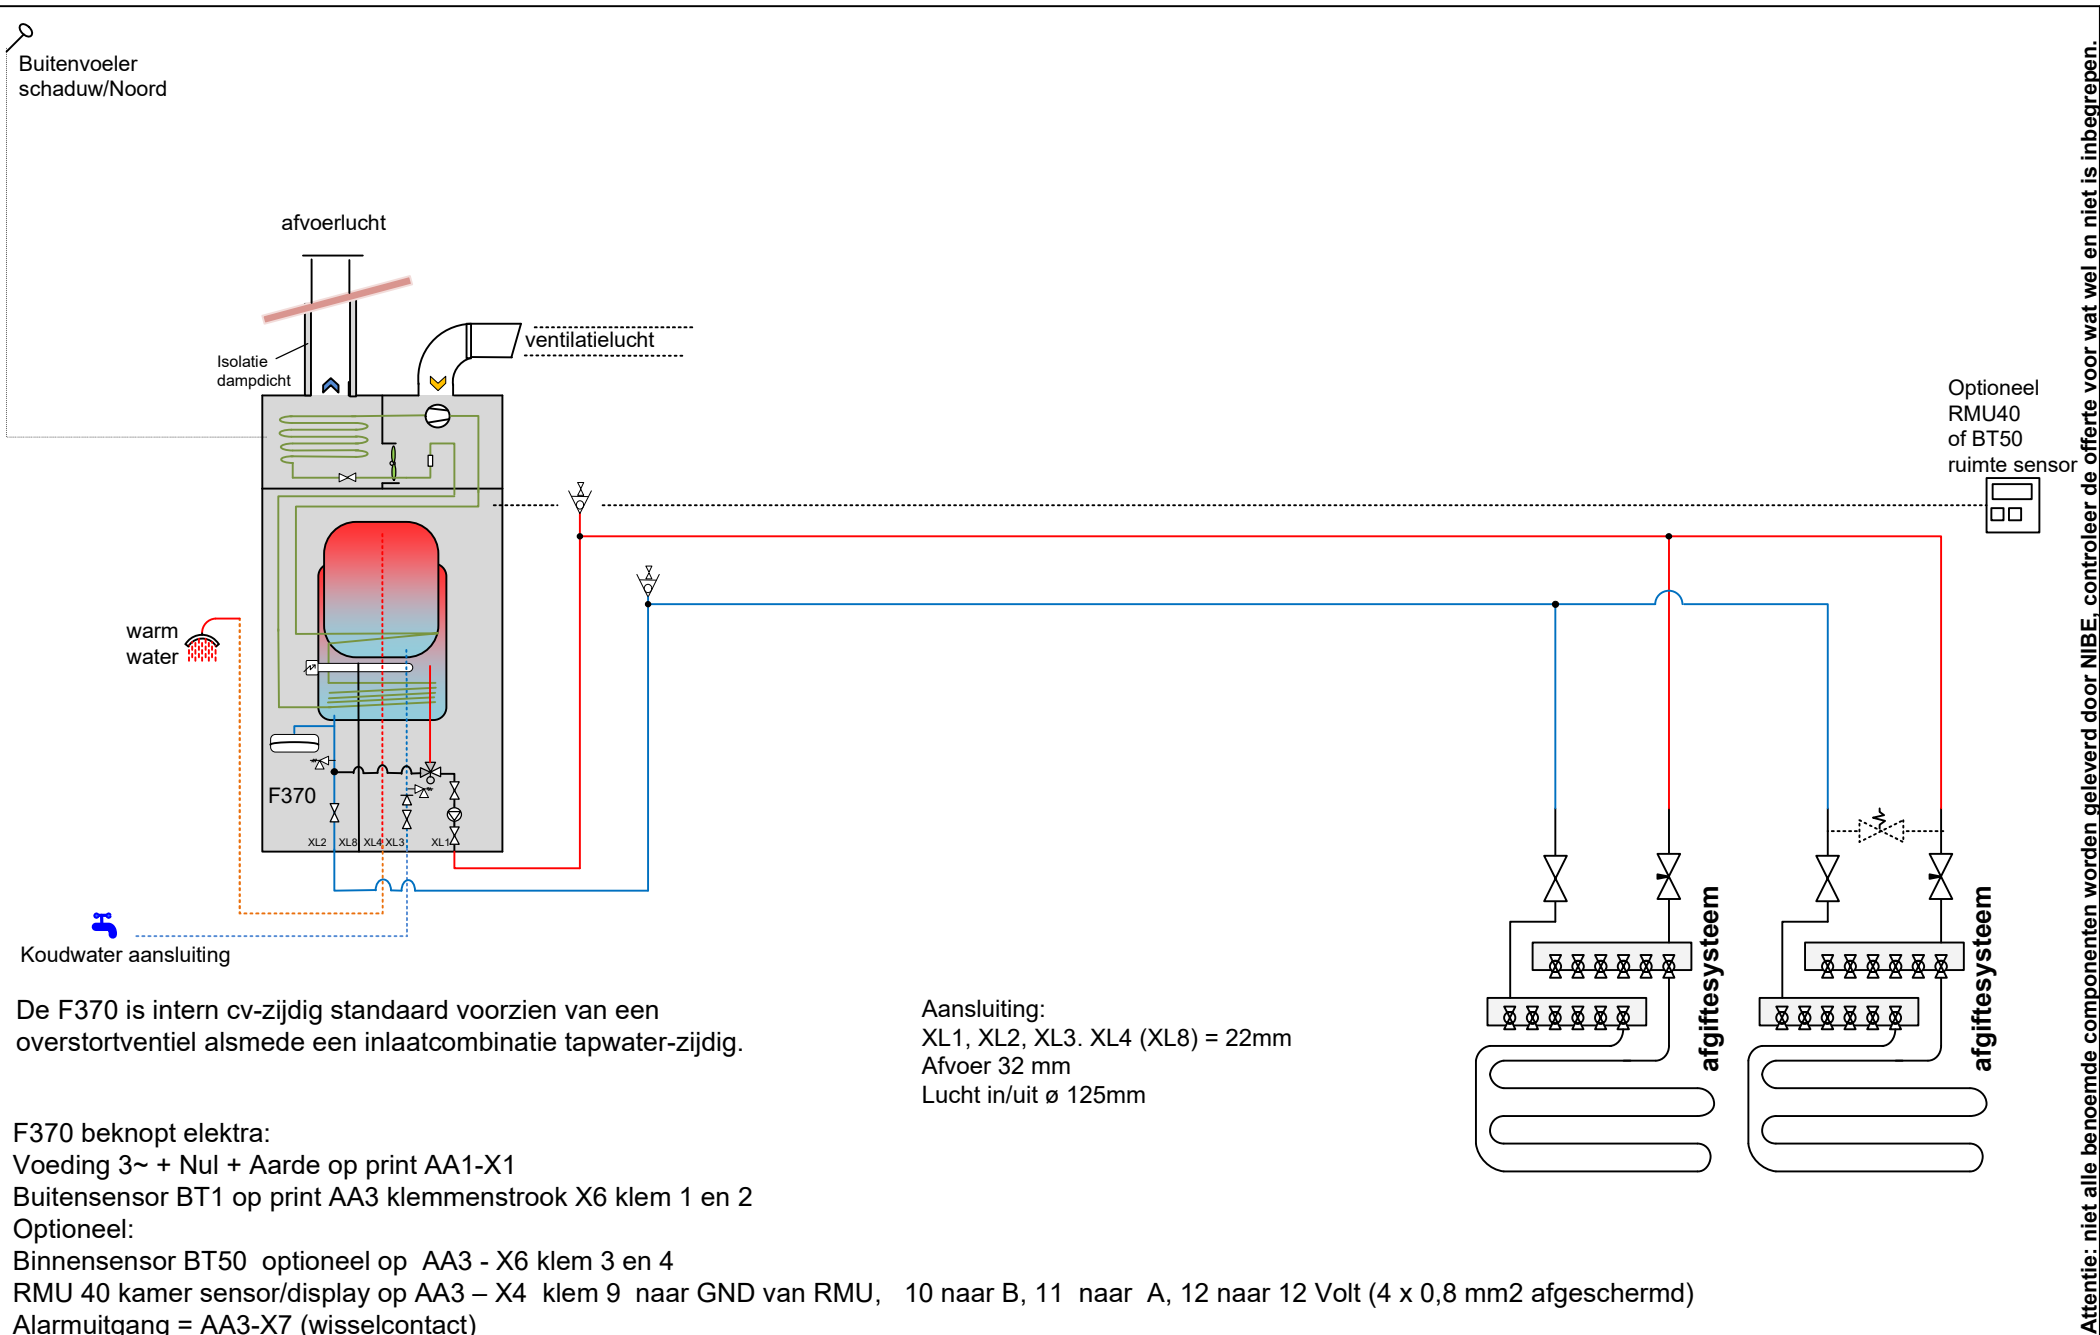 Buitenvoeler
schaduw/Noord
afvoerlucht
ventilatielucht
Isolatie
dampdicht
Optioneel
RMU40
of BT50
ruimte sensor
warm
water
F370
XL2 XL8 XL4 XL3 XL1
Koudwater aansluiting
afgiftesysteem
afgiftesysteem
De F370 is intern cv-zijdig standaard voorzien van een
overstortventiel alsmede een inlaatcombinatie tapwater-zijdig.
Aansluiting:
XL1, XL2, XL3. XL4 (XL8) = 22mm
Afvoer 32 mm
Lucht in/uit ø 125mm
F370 beknopt elektra:
Voeding 3~ + Nul + Aarde op print AA1-X1
Buitensensor BT1 op print AA3 klemmenstrook X6 klem 1 en 2
Optioneel:
Binnensensor BT50 optioneel op AA3 - X6 klem 3 en 4
RMU 40 kamer sensor/display op AA3 – X4 klem 9 naar GND van RMU, 10 naar B, 11 naar A, 12 naar 12 Volt (4 x 0,8 mm2 afgeschermd)
Alarmuitgang = AA3-X7 (wisselcontact)
Attentie: niet alle benoemde componenten worden geleverd door NIBE, controleer de offerte voor wat wel en niet is inbegrepen.